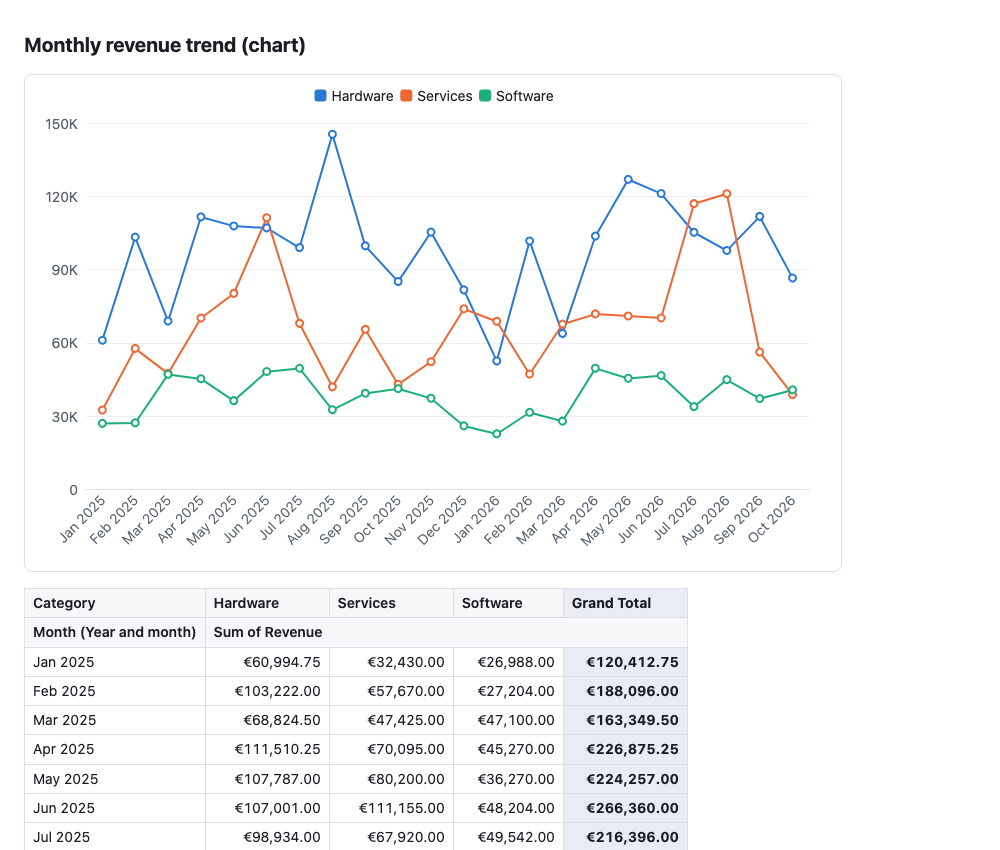 Monthly revenue trend (chart)
Hardware Services Software
150K
120K
90K
60K
30K
0
Jan 2025 Feb 2025 Mar 2025 Apr 2025 May 2025 Jun 2025 Jul 2025 Aug 2025 Sep 2025 Oct 2025 Nov 2025 Dec 2025 Jan 2026 Feb 2026 Mar 2026 Apr 2026 May 2026 Jun 2026 Jul 2026 Aug 2026 Sep 2026 Oct 2026
Category Hardware Services Software Grand Total
Month (Year and month) Sum of Revenue
Jan 2025 €60,994.75 €32,430.00 €26,988.00 €120,412.75
Feb 2025 €103,222.00 €57,670.00 €27,204.00 €188,096.00
Mar 2025 €68,824.50 €47,425.00 €47,100.00 €163,349.50
Apr 2025 €111,510.25 €70,095.00 €45,270.00 €226,875.25
May 2025 €107,787.00 €80,200.00 €36,270.00 €224,257.00
Jun 2025 €107,001.00 €111,155.00 €48,204.00 €266,360.00
Jul 2025 €98,934.00 €67,920.00 €49,542.00 €216,396.00